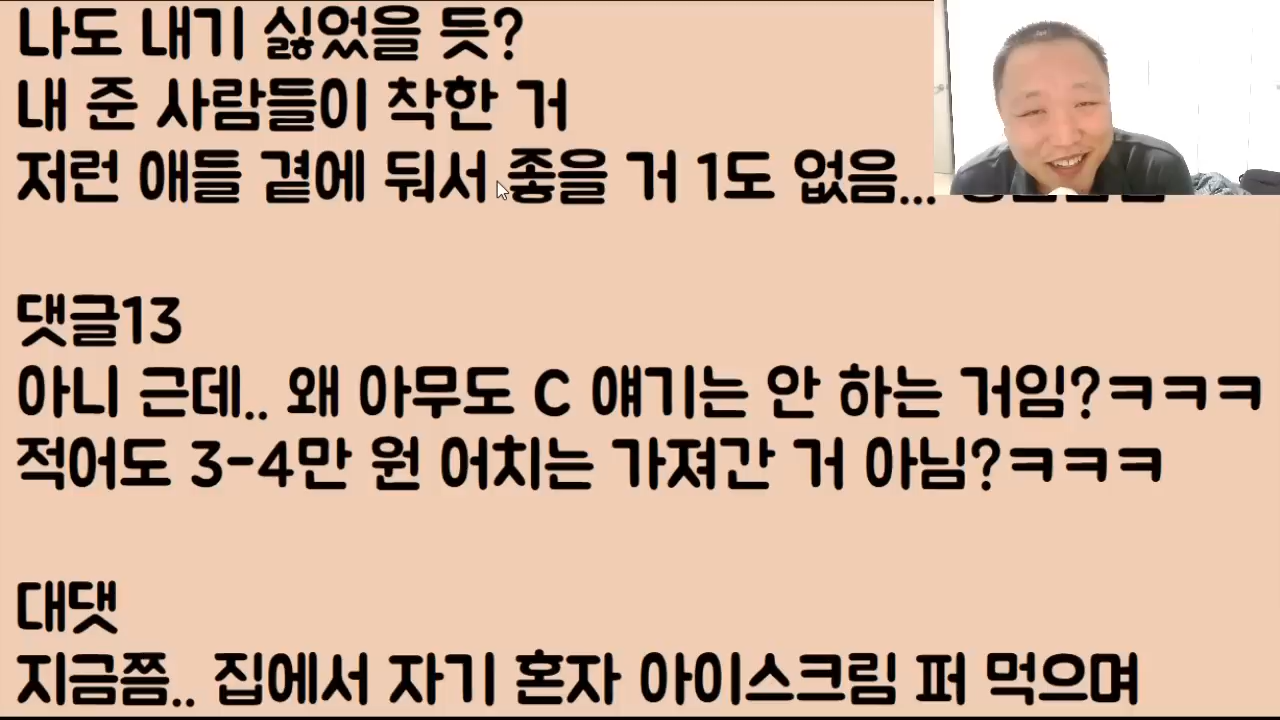 나도 내기 싫었을 듯?
내 준 사람들이 착한 거
저런 애들 곁에 둬서 좋을 거 1도 없음...
댓글13
아니 근데.. 왜 아무도 C 얘기는 안 하는 거임?ㅋㅋㅋ
적어도 3-4만 원 어치는 가져간 거 아님?ㅋㅋㅋ
대댓
지금쯤.. 집에서 자기 혼자 아이스크림 퍼 먹으며